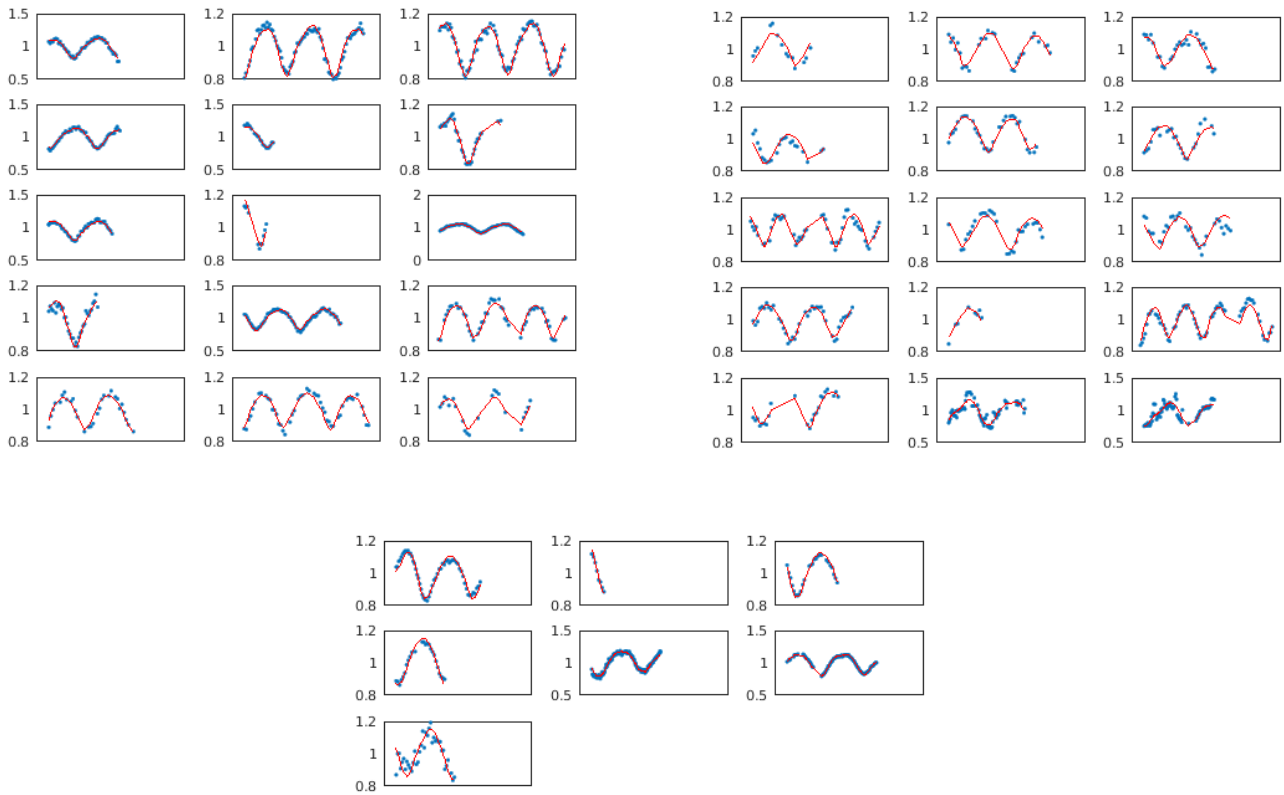 1.5 1.2 1.2 1.2 1.2 1.2
1 1 1 1 1 1
0.5 0.8 0.8 0.8 0.8 0.8
1.5 1.5 1.2 1.2 1.2 1.2
1 1 1 1 1 1
0.5 0.5 0.8 0.8 0.8 0.8
1.5 1.2 2 1.2 1.2 1.2
1 1 1 1 1 1
0.5 0.8 0 0.8 0.8 0.8
1.2 1.5 1.2 1.2 1.2 1.2
1 1 1 1 1 1
0.8 0.5 0.8 0.8 0.8 0.8
1.2 1.2 1.2 1.2 1.5 1.5
1 1 1 1 1 1
0.8 0.8 0.8 0.8 0.5 0.5
1.2 1.2 1.2
1 1 1
0.8 0.8 0.8
1.2 1.5 1.5
1 1 1
0.8 0.5 0.5
1.2
1
0.8